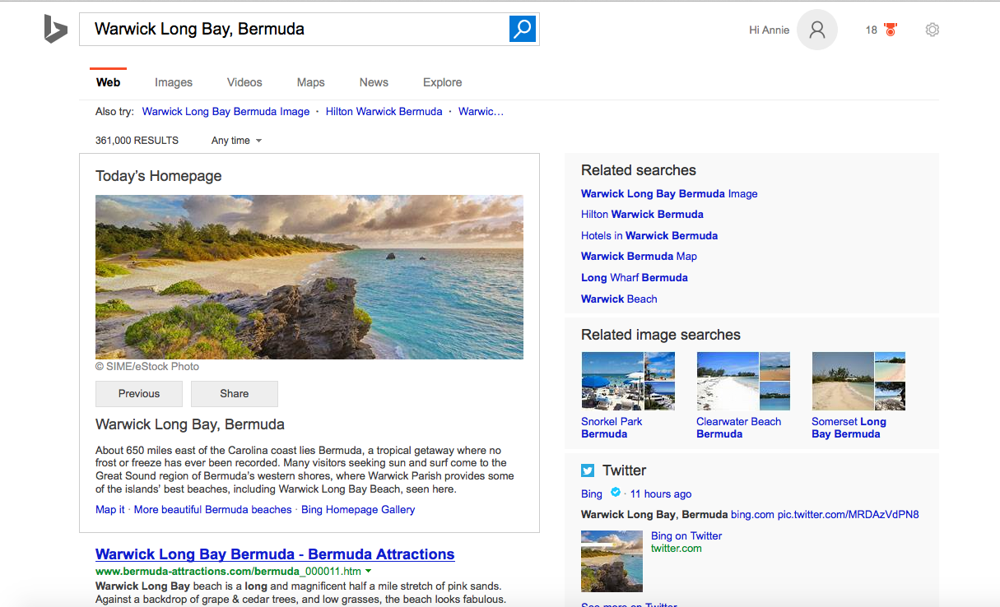 Warwick Long Bay, Bermuda
Hi Annie
18
Web Images Videos Maps News Explore
Also try: Warwick Long Bay Bermuda Image · Hilton Warwick Bermuda · Warwic…
361,000 RESULTS Any time
Today's Homepage
© SIME/eStock Photo
Previous Share
Warwick Long Bay, Bermuda
About 650 miles east of the Carolina coast lies Bermuda, a tropical getaway where no
frost or freeze has ever been recorded. Many visitors seeking sun and surf come to the
Great Sound region of Bermuda's western shores, where Warwick Parish provides some
of the islands' best beaches, including Warwick Long Bay Beach, seen here.
Map it · More beautiful Bermuda beaches · Bing Homepage Gallery
Warwick Long Bay Bermuda - Bermuda Attractions
www.bermuda-attractions.com/bermuda_000011.htm
Warwick Long Bay beach is a long and magnificent half a mile stretch of pink sands.
Against a backdrop of grape & cedar trees, and low grasses, the beach looks fabulous.
Related searches
Warwick Long Bay Bermuda Image
Hilton Warwick Bermuda
Hotels in Warwick Bermuda
Warwick Bermuda Map
Long Wharf Bermuda
Warwick Beach
Related image searches
Snorkel Park
Bermuda
Clearwater Beach
Bermuda
Somerset Long
Bay Bermuda
Twitter
Bing · 11 hours ago
Warwick Long Bay, Bermuda bing.com pic.twitter.com/MRDAzVdPN8
Bing on Twitter
twitter.com
See more on Twitter